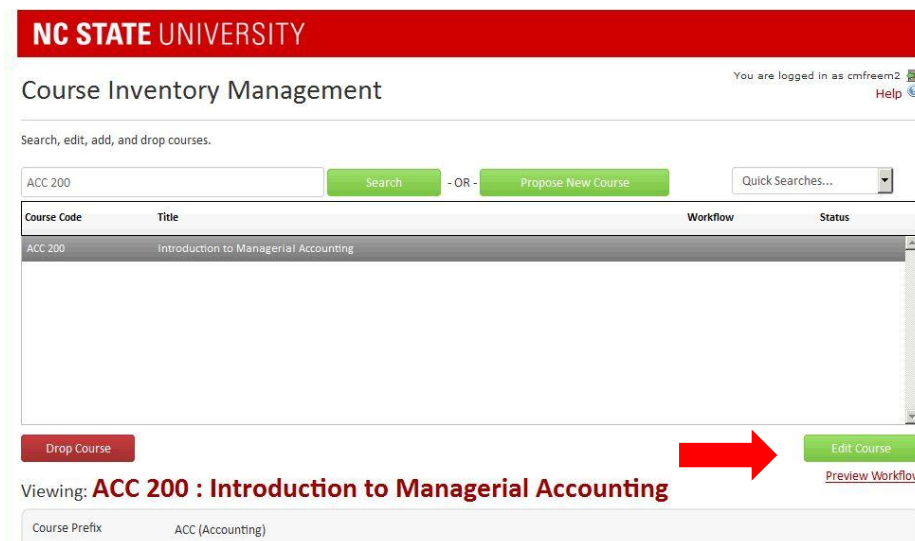 NC STATE UNIVERSITY
You are logged in as cmfreem2
Course Inventory Management
Help
Search, edit, add, and drop courses.
ACC 200 Search - OR - Propose New Course Quick Searches...
Course Code Title Workflow Status
ACC 200 Introduction to Managerial Accounting
Drop Course Edit Course
Preview Workflow
Viewing: ACC 200 : Introduction to Managerial Accounting
Course Prefix ACC (Accounting)